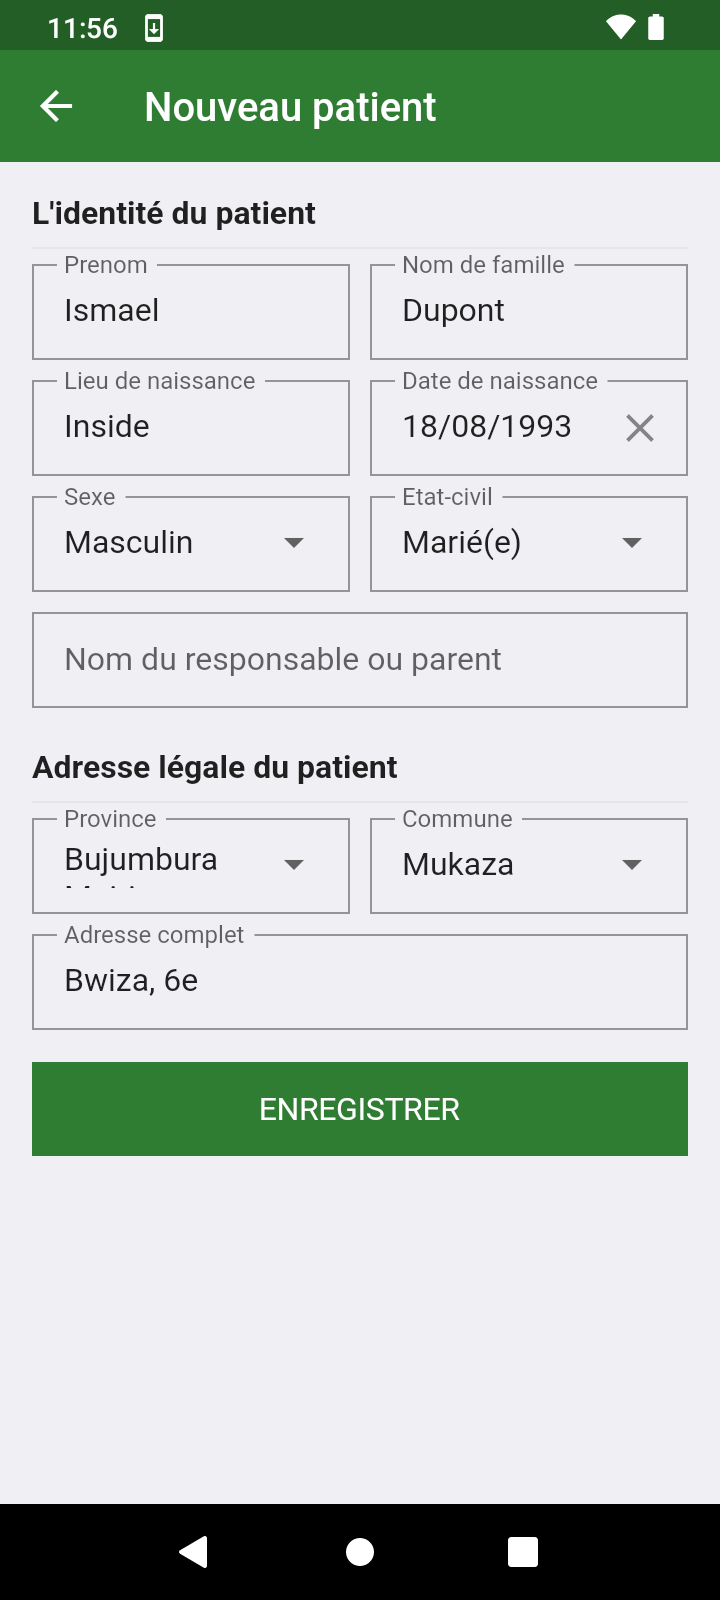 11:56
Nouveau patient
L'identité du patient
Prenom
Ismael
Nom de famille
Dupont
Lieu de naissance
Inside
Date de naissance
18/08/1993
Sexe
Masculin
Etat-civil
Marié(e)
Nom du responsable ou parent
Adresse légale du patient
Province
Bujumbura
Commune
Mukaza
Adresse complet
Bwiza, 6e
ENREGISTRER